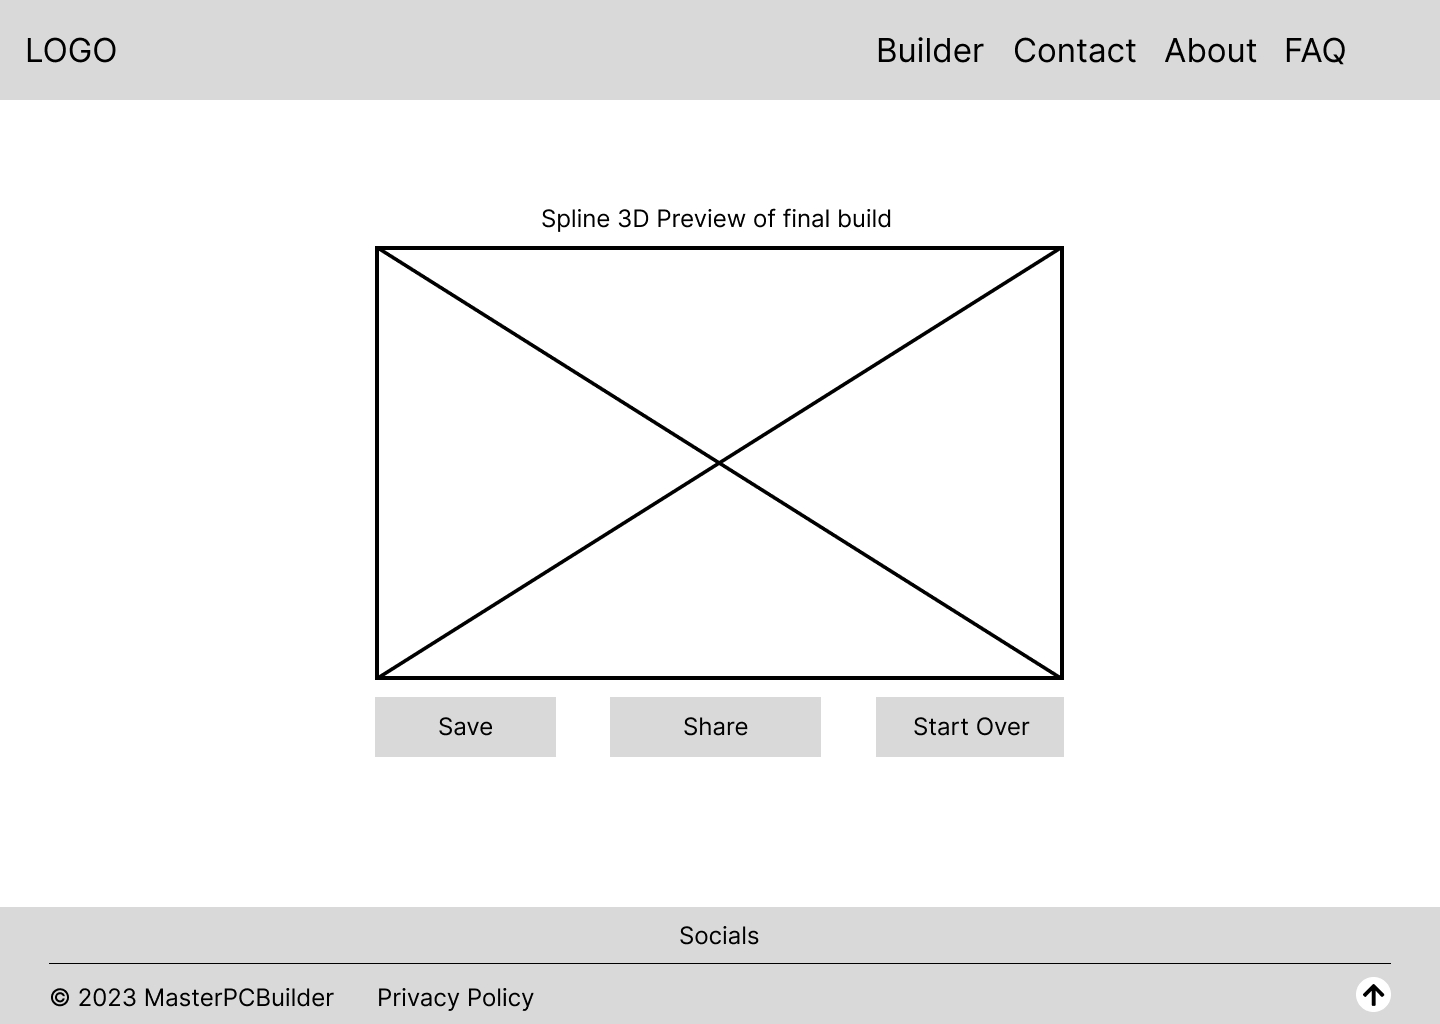 LOGO Builder Contact About FAQ
Spline 3D Preview of final build
Save Share Start Over
Socials
© 2023 MasterPCBuilder Privacy Policy